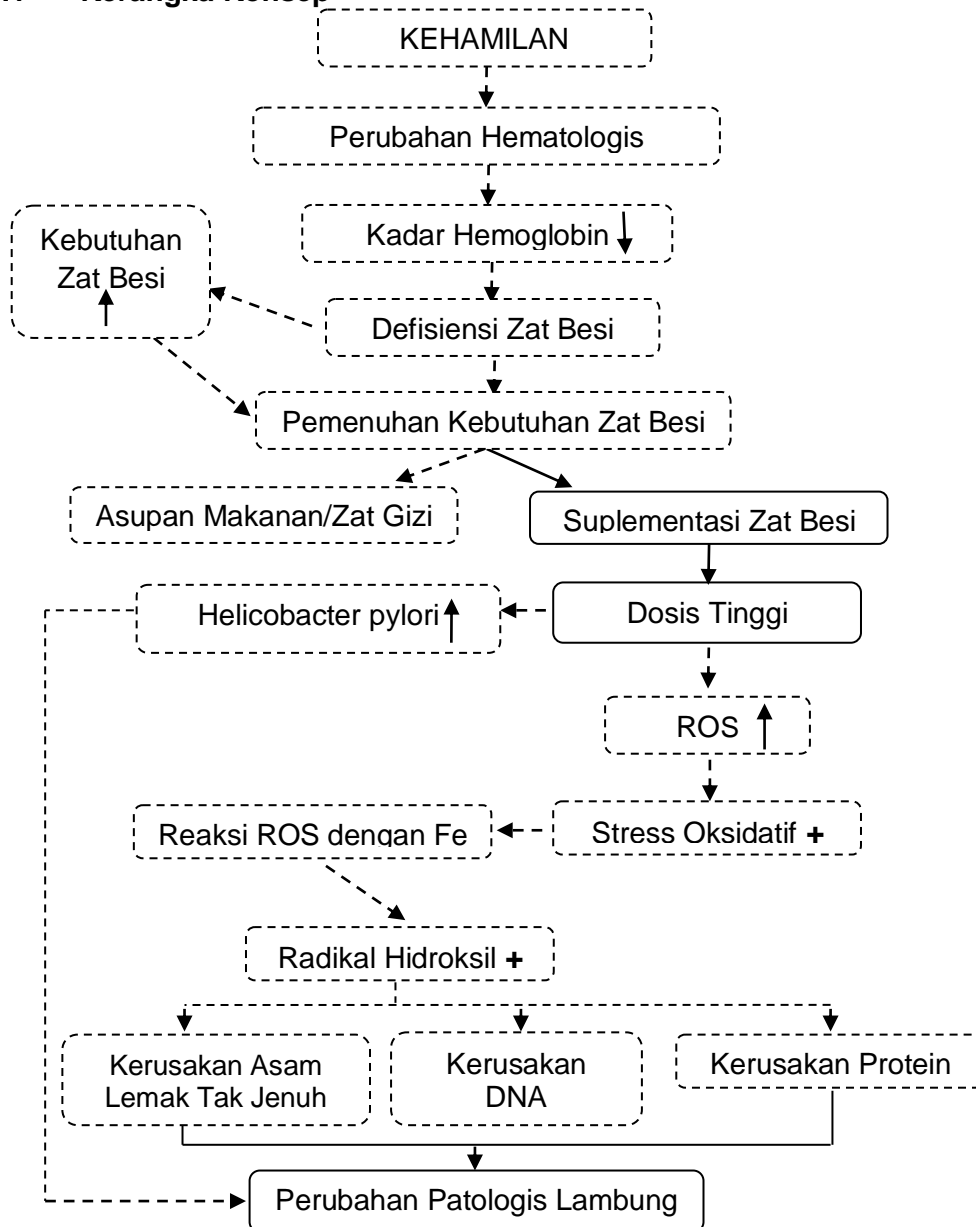 Kerangka Konsep
KEHAMILAN
Perubahan Hematologis
Kadar Hemoglobin
Kebutuhan
Zat Besi
Defisiensi Zat Besi
Pemenuhan Kebutuhan Zat Besi
Asupan Makanan/Zat Gizi
Suplementasi Zat Besi
Helicobacter pylori
Dosis Tinggi
ROS
Reaksi ROS dengan Fe
Stress Oksidatif +
Radikal Hidroksil +
Kerusakan Asam
Lemak Tak Jenuh
Kerusakan
DNA
Kerusakan Protein
Perubahan Patologis Lambung